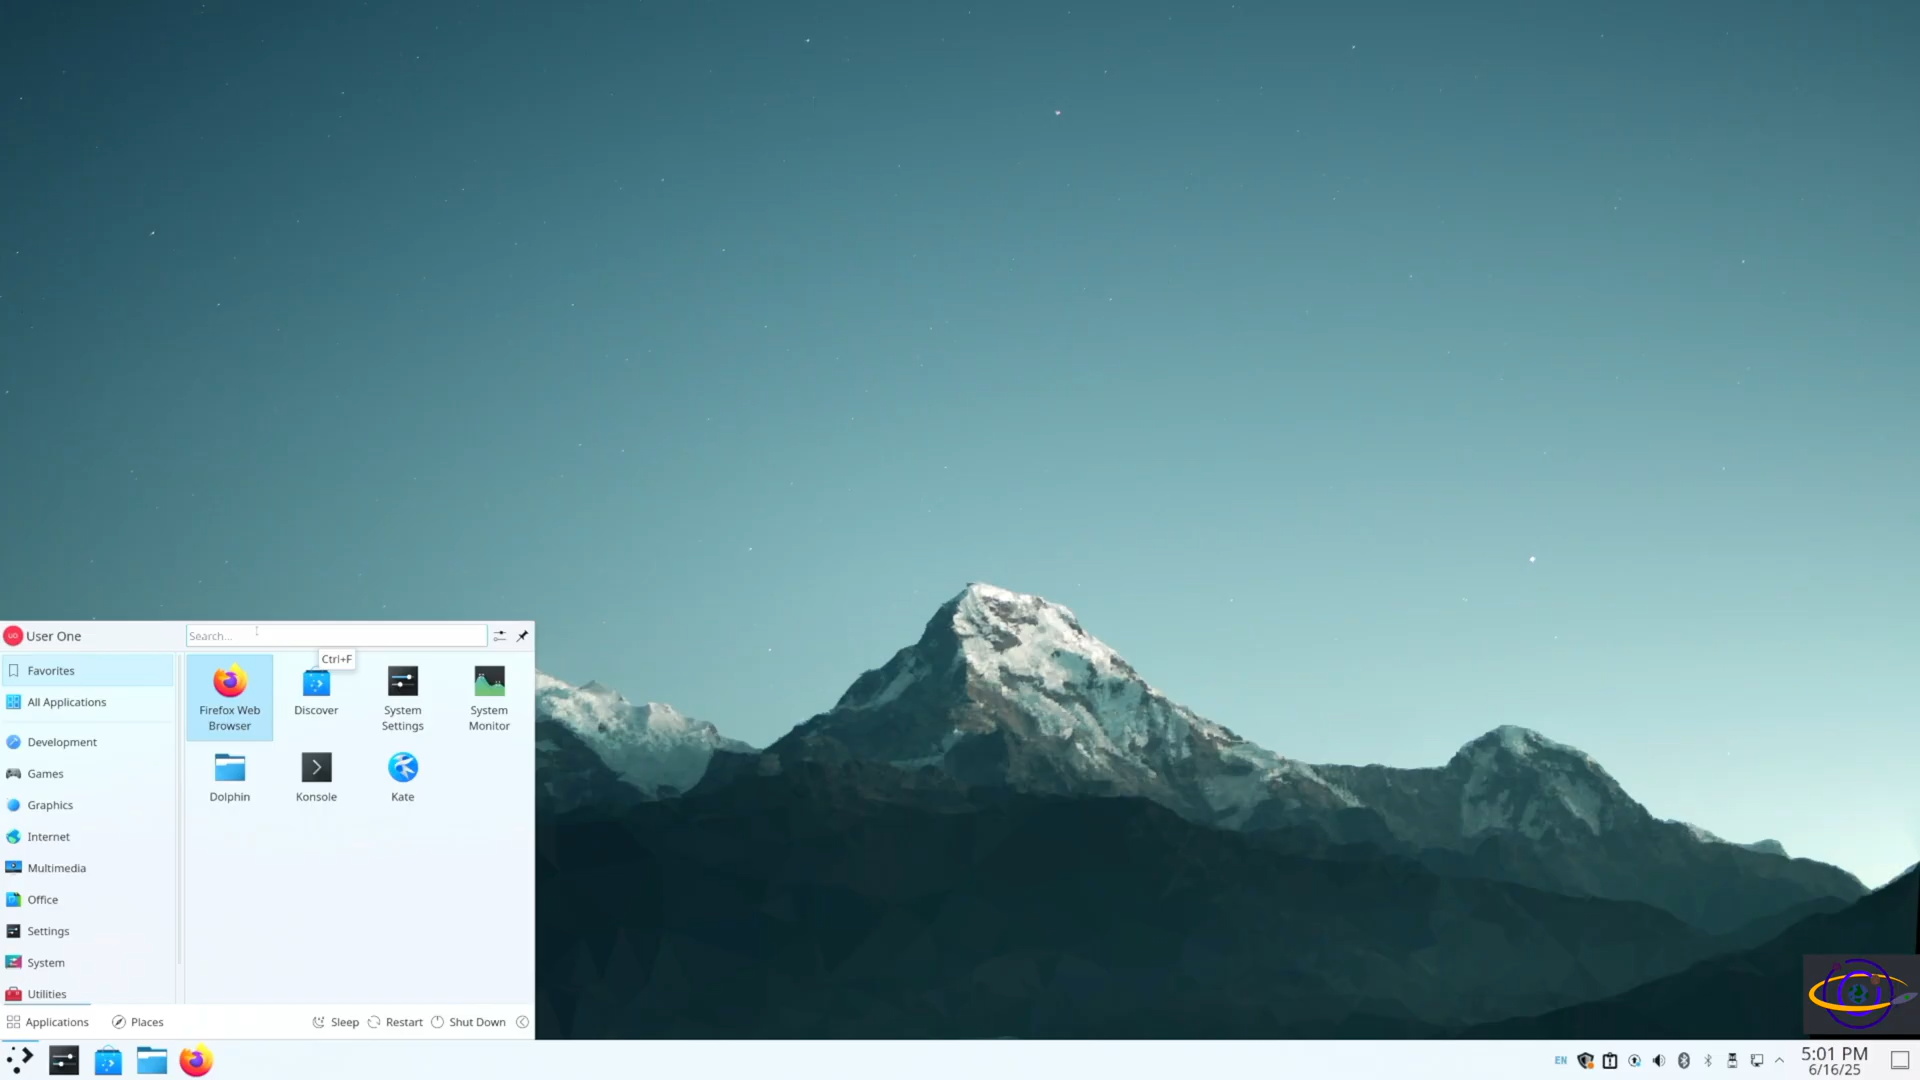 UO
User One
Search...
Ctrl+F
Favorites
All Applications
Development
Games
Graphics
Internet
Multimedia
Office
Settings
System
Utilities
Firefox Web
Browser
Discover
System
Settings
System
Monitor
Dolphin
Konsole
Kate
Applications
Places
Sleep
Restart
Shut Down
EN
5:01 PM
6/16/25